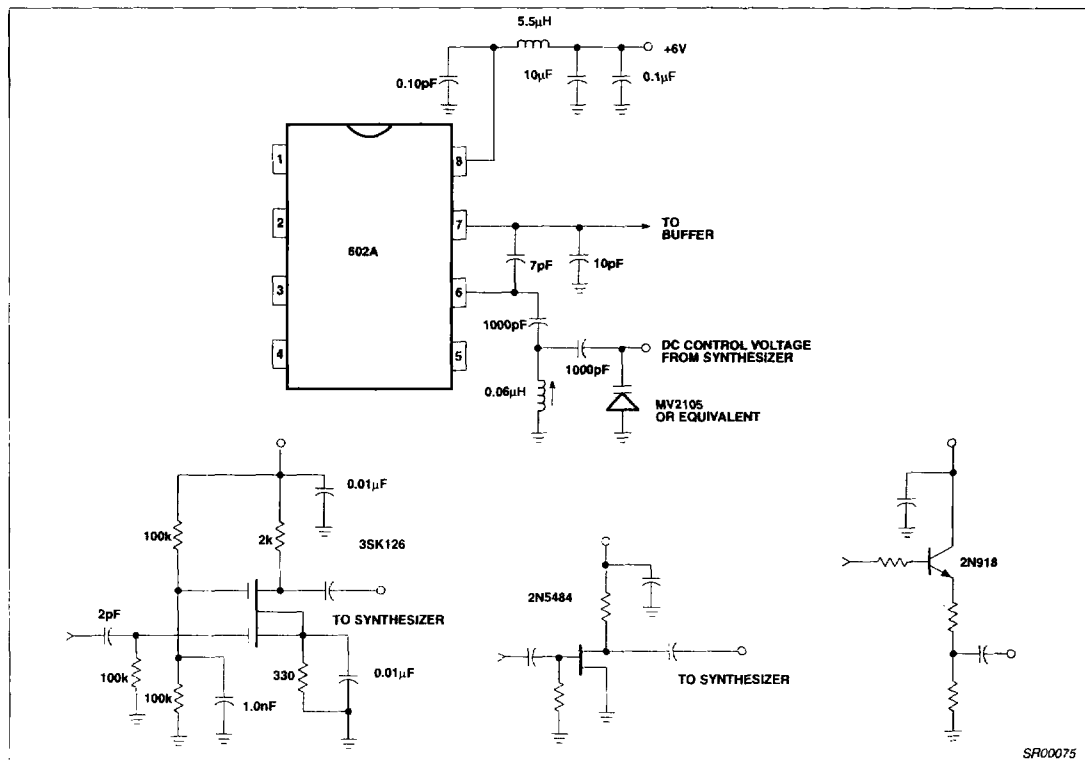 5.5µH
+6V
0.10pF
10µF
0.1µF
1
8
2
7
TO
BUFFER
602A
7pF
10pF
3
6
1000pF
4
5
DC CONTROL VOLTAGE
FROM SYNTHESIZER
1000pF
0.06µH
MV2105
OR EQUIVALENT
0.01µF
100k
2k
3SK126
2N918
2N5484
2pF
TO SYNTHESIZER
100k
100k
330
0.01µF
1.0nF
TO SYNTHESIZER
SR00075